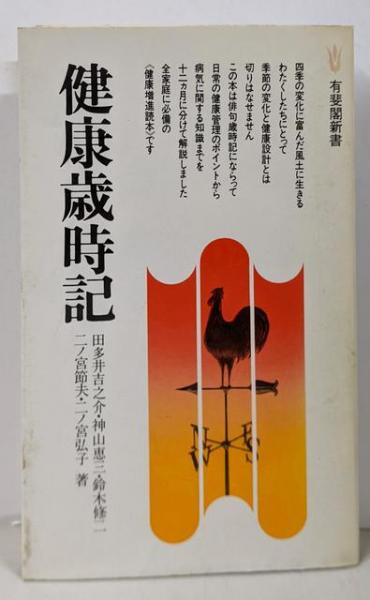 有斐閣新書
四季の変化に富んだ風土に生きる
わたくしたちにとって
季節の変化と健康設計とは
切りはなせません
この本は俳句歳時記にならって
日常の健康管理のポイントから
病気に関する知識までを
十二ヵ月に分けて解説しました
全家庭に必備の
〈健康増進読本〉です
健康歳時記
田多井吉之介・神山恵三・鈴木修二
二ノ宮節夫・二ノ宮弘子 著
N
E
W
S